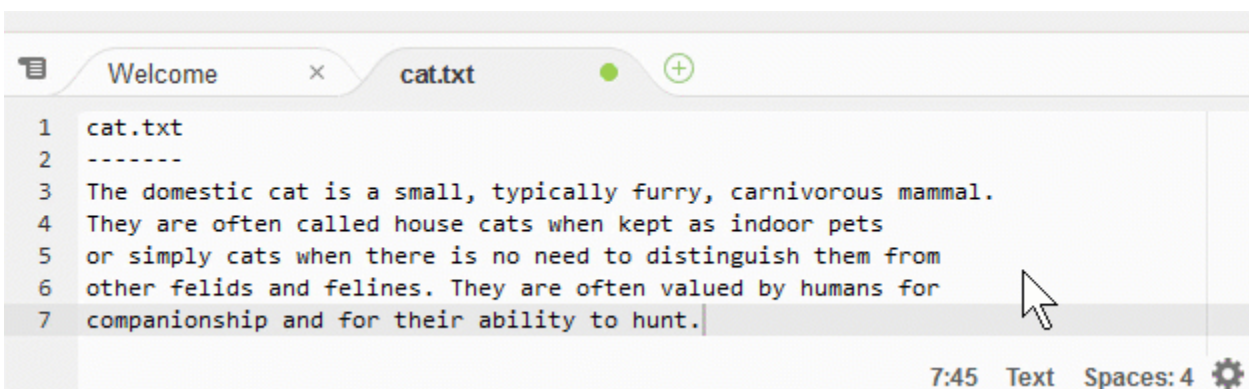 Welcome × cat.txt
1 cat.txt
2 -------
3 The domestic cat is a small, typically furry, carnivorous mammal.
4 They are often called house cats when kept as indoor pets
5 or simply cats when there is no need to distinguish them from
6 other felids and felines. They are often valued by humans for
7 companionship and for their ability to hunt.
7:45 Text Spaces: 4